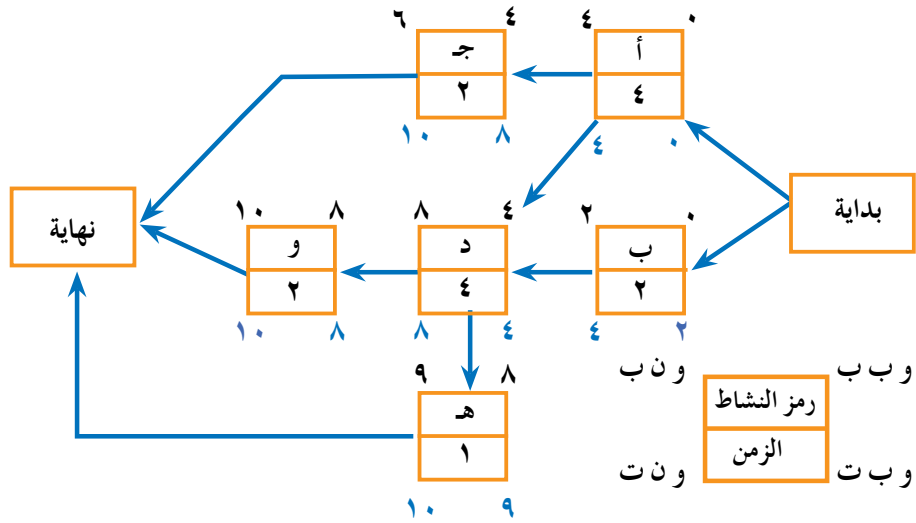 ٠ ٤ ٤ ٦
أ جـ
٤ ٢
٠ ٤ ٨ ١٠
بداية
٠ ٢ ٤ ٨ ٨ ١٠
ب د و نهاية
٢ ٤ ٢
٢ ٤ ٤ ٨ ٨ ١٠
و ب ب و ن ب
٨ ٩
رمز النشاط هـ
الزمن ١
و ب ت و ن ت
٩ ١٠